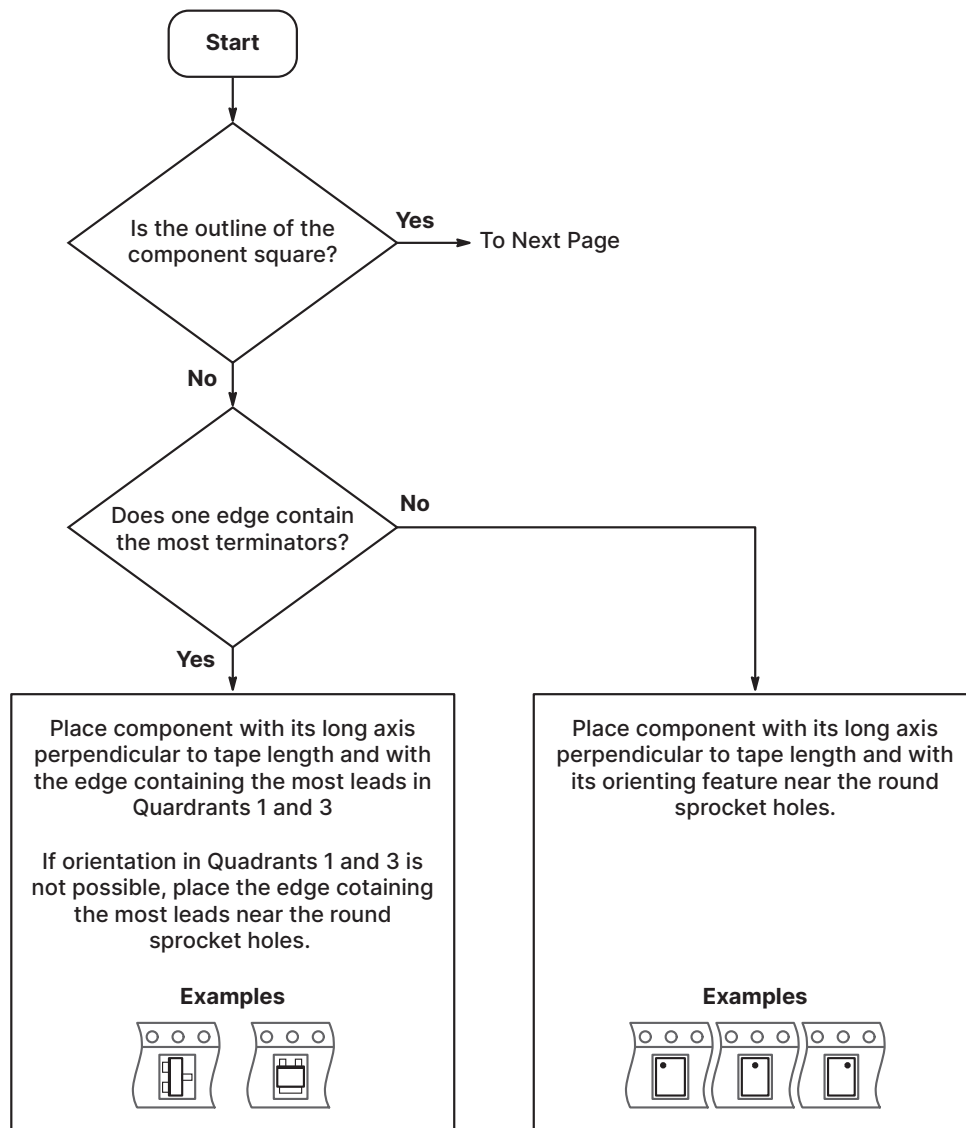 Start
Is the outline of the
component square?
Yes
To Next Page
No
Does one edge contain
the most terminators?
No
Yes
Place component with its long axis
perpendicular to tape length and with
the edge containing the most leads in
Quardrants 1 and 3
If orientation in Quadrants 1 and 3 is
not possible, place the edge cotaining
the most leads near the round
sprocket holes.
Examples
Place component with its long axis
perpendicular to tape length and with
its orienting feature near the round
sprocket holes.
Examples